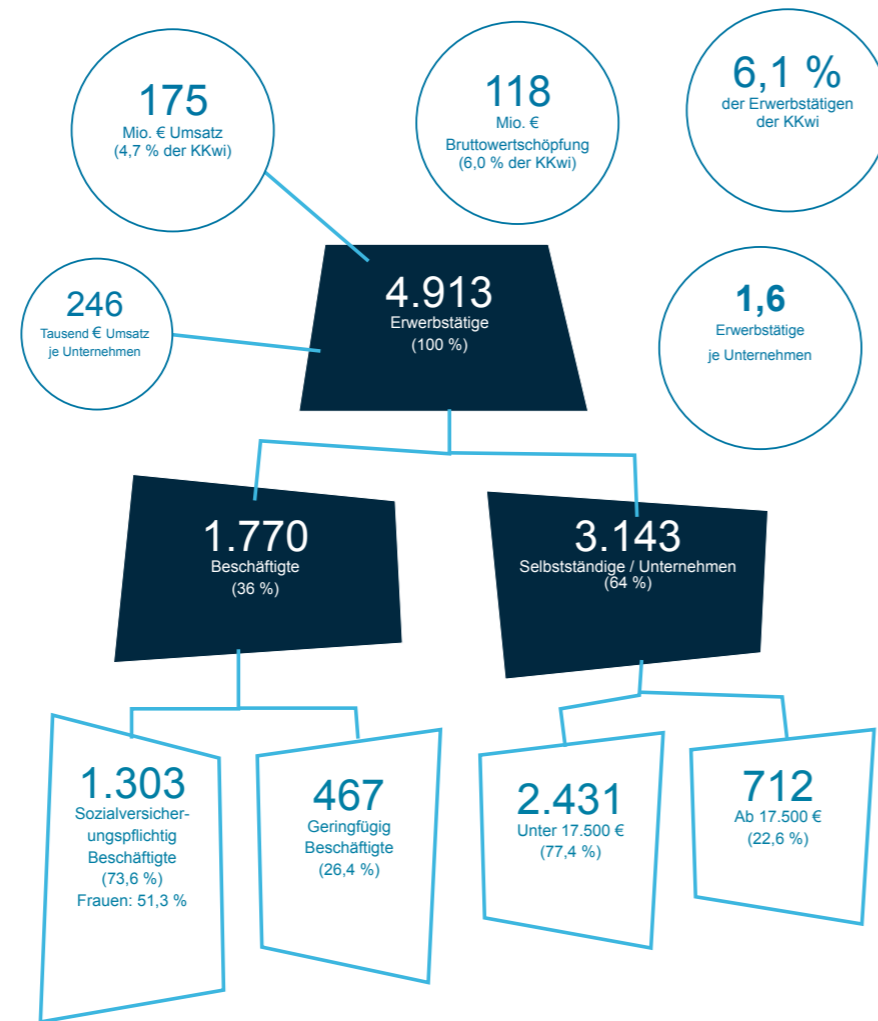 175
Mio. € Umsatz
(4,7 % der KKwi)
118
Mio. €
Bruttowertschöpfung
(6,0 % der KKwi)
6,1 %
der Erwerbstätigen
der KKwi
246
Tausend € Umsatz
je Unternehmen
4.913
Erwerbstätige
(100 %)
1,6
Erwerbstätige
je Unternehmen
1.770
Beschäftigte
(36 %)
3.143
Selbstständige / Unternehmen
(64 %)
1.303
Sozialversicher-
ungspflichtig
Beschäftigte
(73,6 %)
Frauen: 51,3 %
467
Geringfügig
Beschäftigte
(26,4 %)
2.431
Unter 17.500 €
(77,4 %)
712
Ab 17.500 €
(22,6 %)